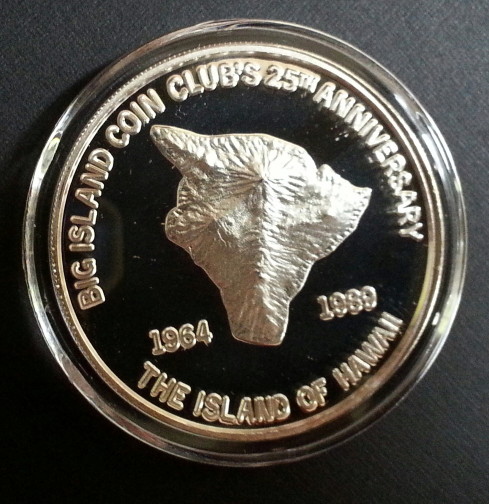 BIG ISLAND COIN CLUB'S 25TH ANNIVERSARY
1964
1989
THE ISLAND OF HAWAII